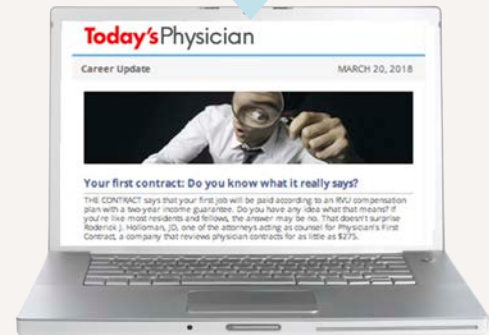 Today'sPhysician
Career Update MARCH 20, 2018
Your first contract: Do you know what it really says?
THE CONTRACT says that your first job will be paid according to an RVU compensation
plan with a two-year income guarantee. Do you have any idea what that means? If
you're like most residents and fellows, the answer may be no. That doesn't surprise
Roderick J. Holloman, JD, one of the attorneys acting as counsel for Physician's First
Contract, a company that reviews physician contracts for as little as $275.